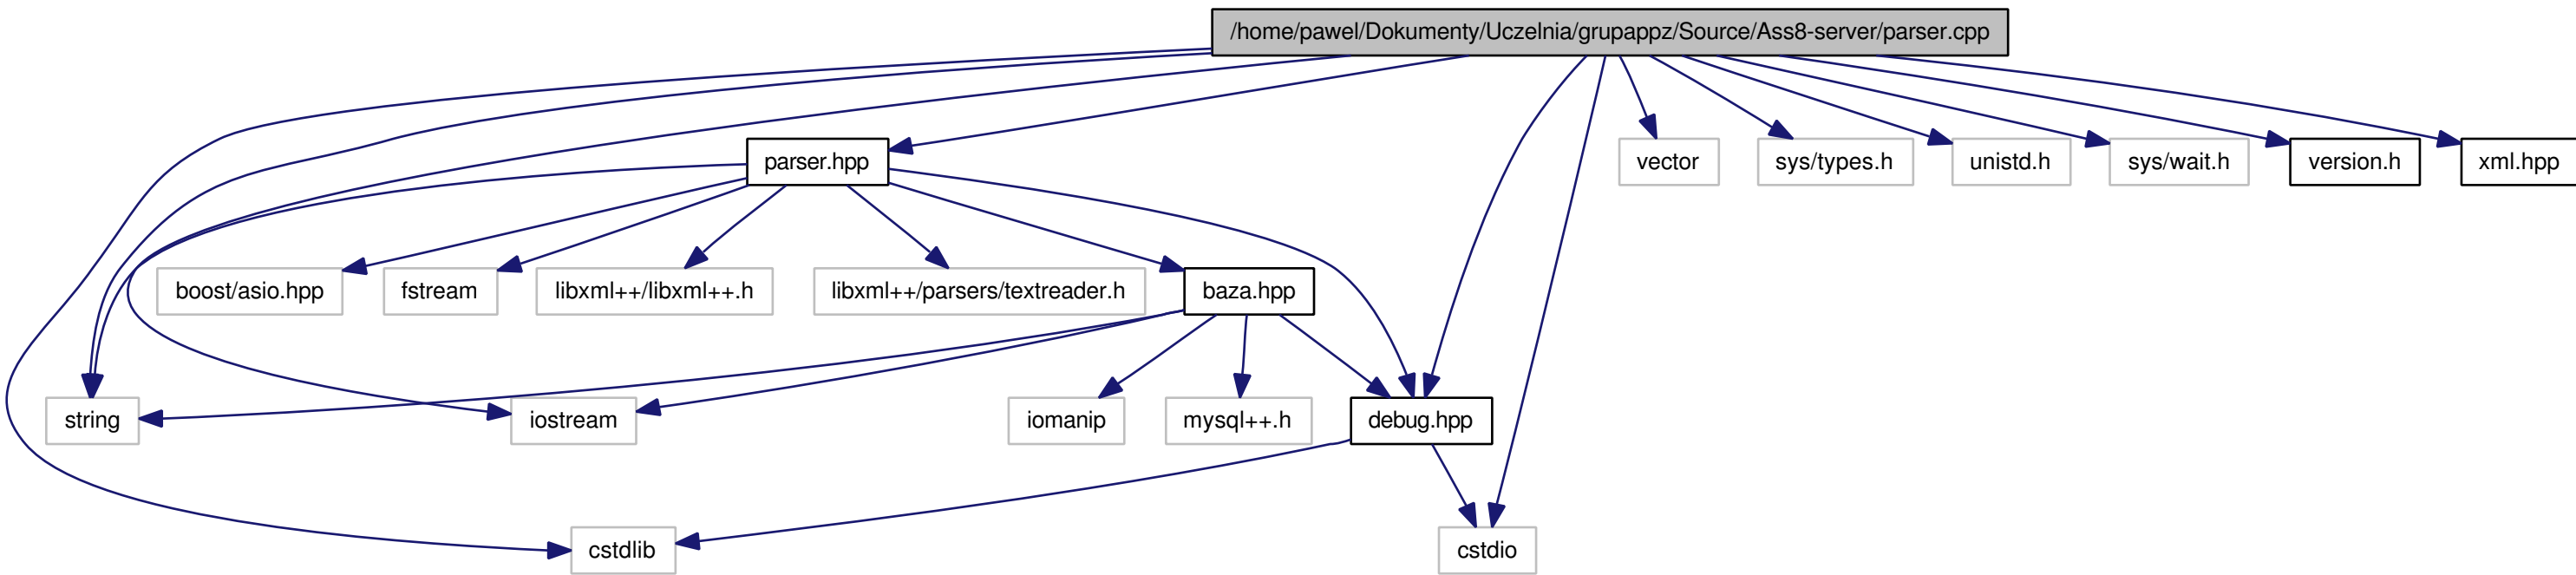 /home/pawel/Dokumenty/Uczelnia/grupappz/Source/Ass8-server/parser.cpp
parser.hpp
vector
sys/types.h
unistd.h
sys/wait.h
version.h
xml.hpp
boost/asio.hpp
fstream
libxml++/libxml++.h
libxml++/parsers/textreader.h
baza.hpp
string
iostream
iomanip
mysql++.h
debug.hpp
cstdlib
cstdio